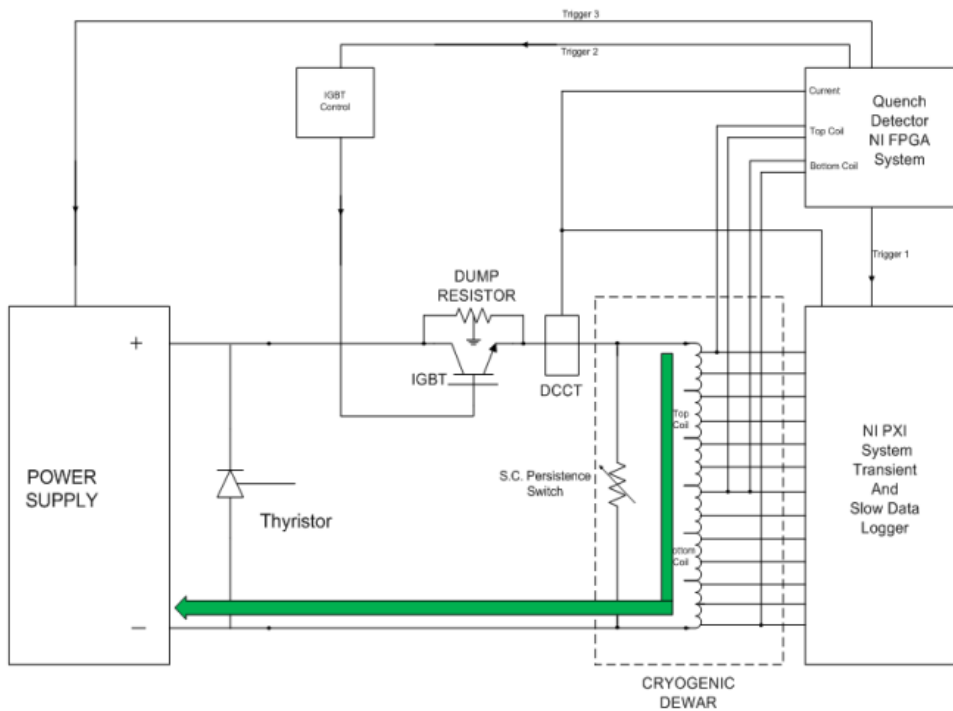 Trigger 3
Trigger 2
IGBT
Control
Current
Top Coil
Bottom Coil
Quench
Detector
NI FPGA
System
Trigger 1
DUMP
RESISTOR
IGBT
DCCT
+
POWER
SUPPLY
—
Thyristor
S.C. Persistence
Switch
Top
Coil
ottom
Coil
NI PXI
System
Transient
And
Slow Data
Logger
CRYOGENIC
DEWAR